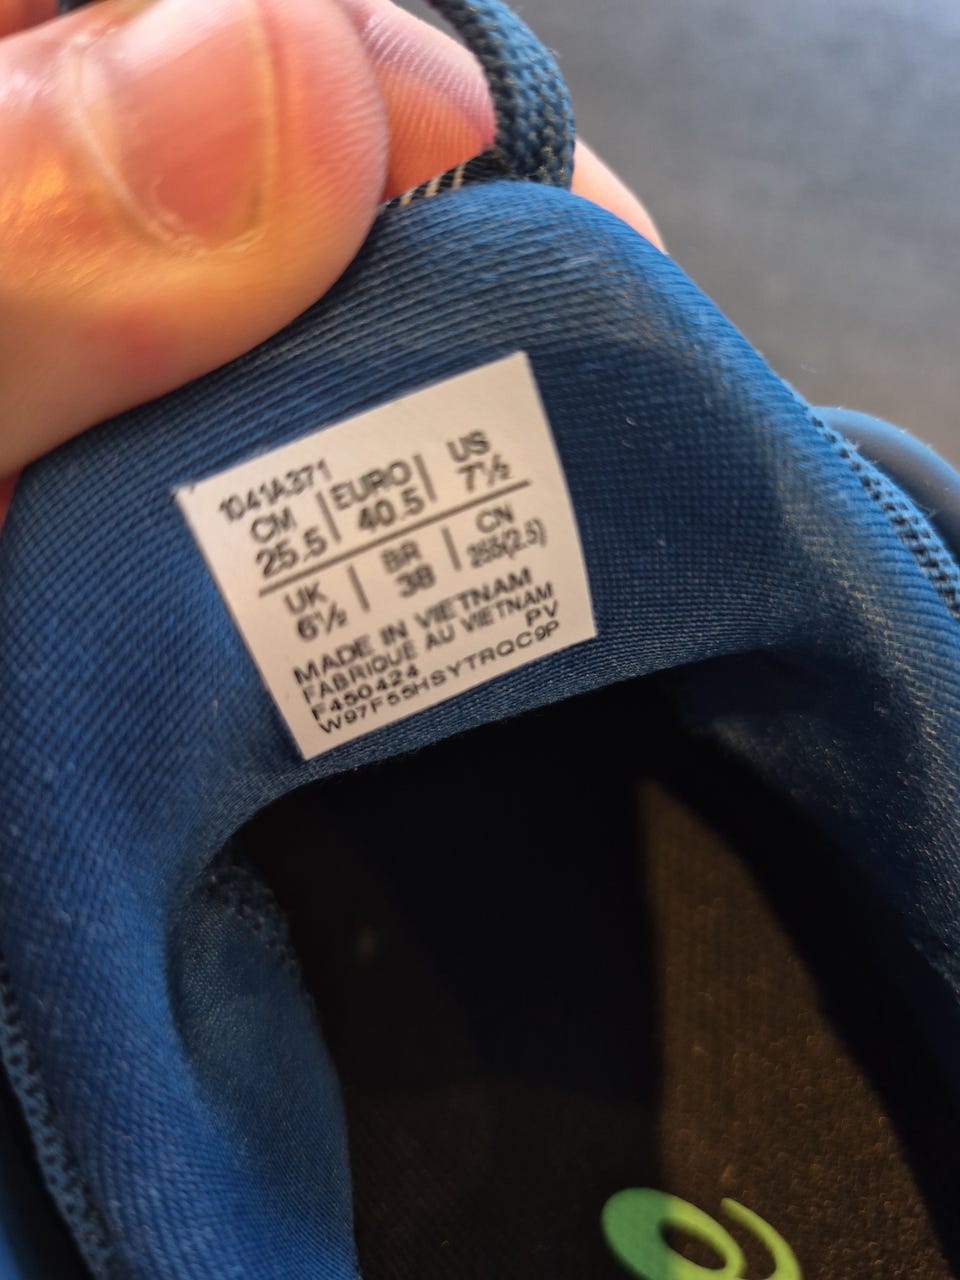 1041A371
CM | EURO | US
25.5 | 40.5 | 7½
UK | BR | CN
6½ | 38 | 255(2.5)
MADE IN VIETNAM
FABRIQUÉ AU VIETNAM
F450424 PV
W97F55HSYTRQC9P